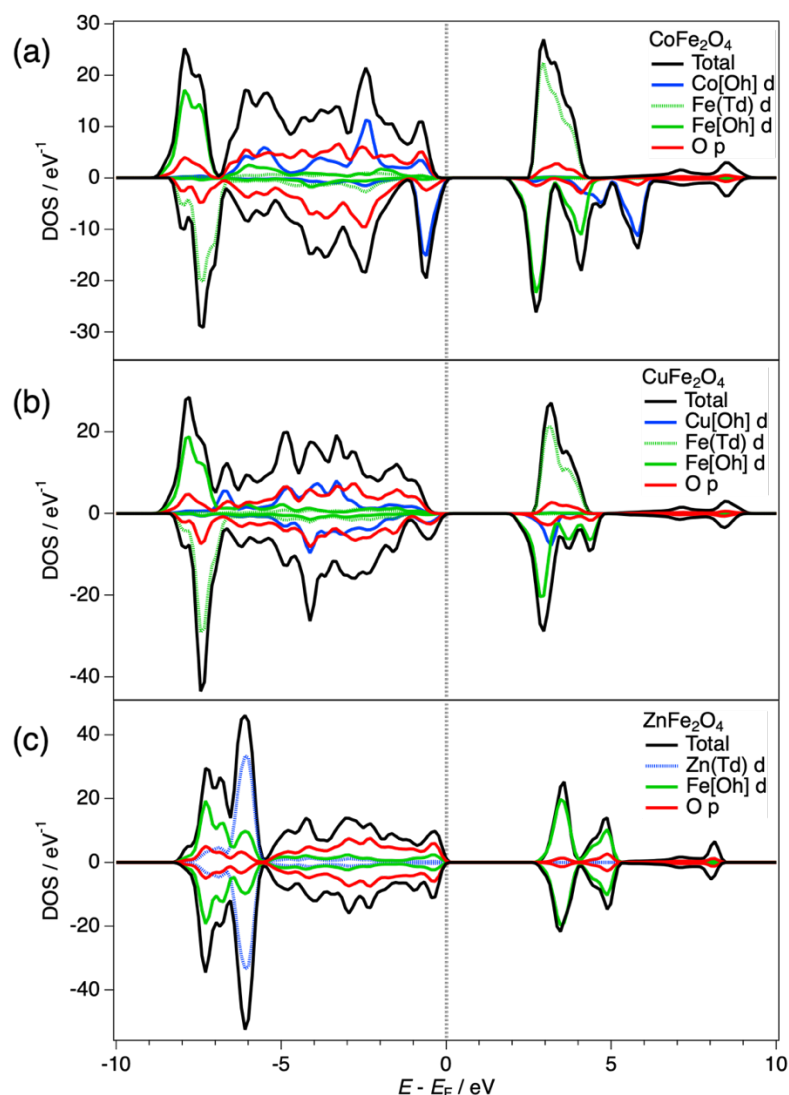 (a)
30
20
10
0
-10
-20
-30
DOS / eV⁻¹
CoFe₂O₄
Total
Co[Oh] d
Fe(Td) d
Fe[Oh] d
O p
(b)
20
0
-20
-40
DOS / eV⁻¹
CuFe₂O₄
Total
Cu[Oh] d
Fe(Td) d
Fe[Oh] d
O p
(c)
40
20
0
-20
-40
DOS / eV⁻¹
ZnFe₂O₄
Total
Zn(Td) d
Fe[Oh] d
O p
-10 -5 0 5 10
E - E_F / eV